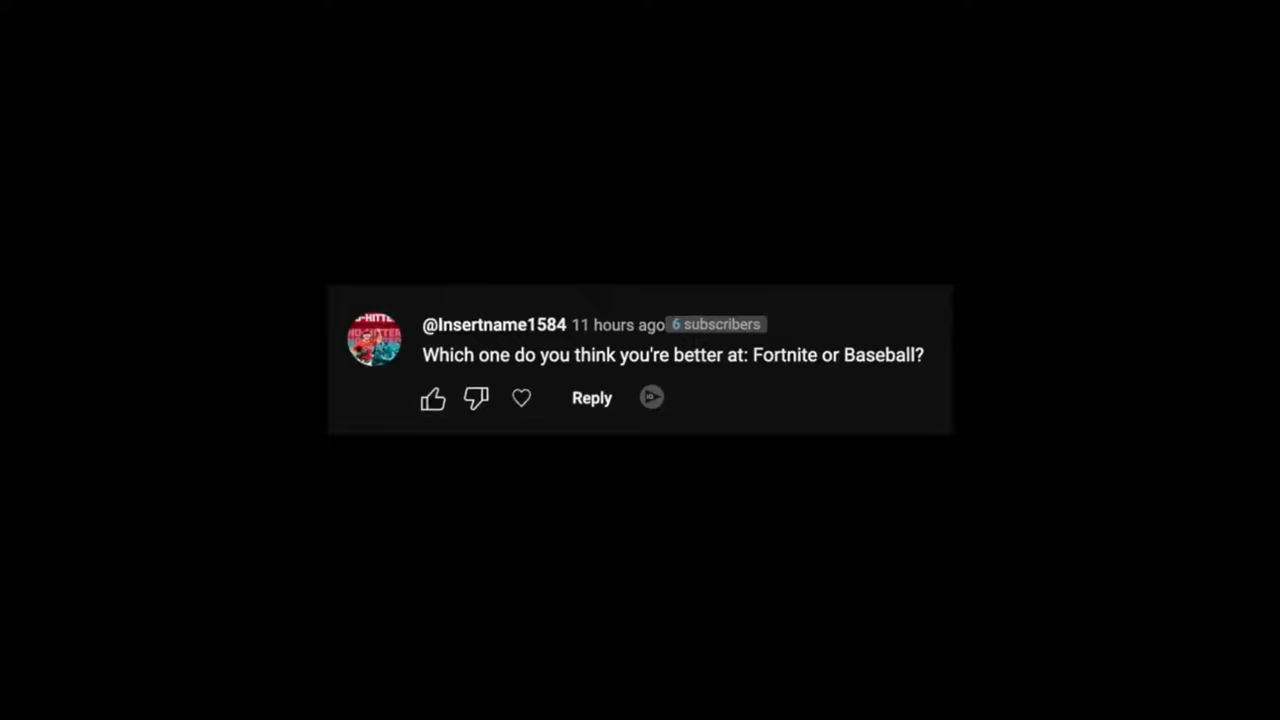 @Insertname1584 11 hours ago 6 subscribers
Which one do you think you're better at: Fortnite or Baseball?
Reply